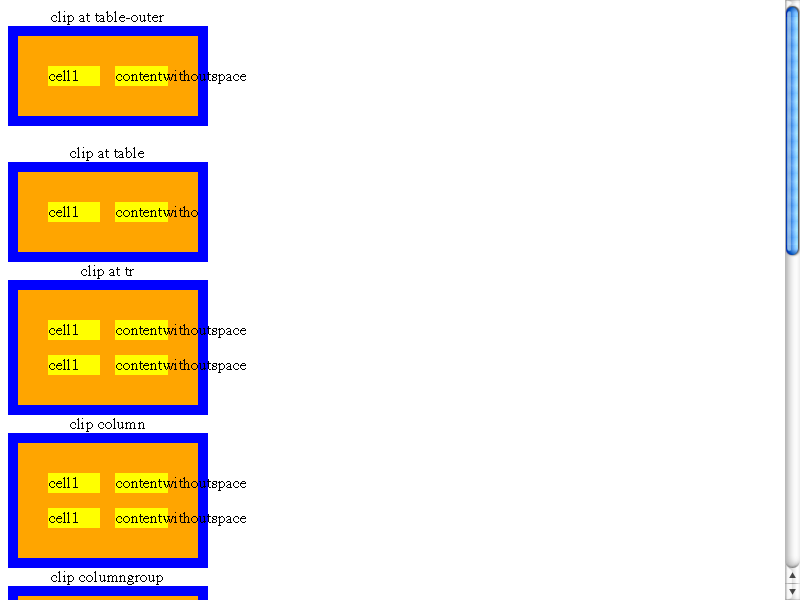 clip at table-outer
cell1 contentwithoutspace
clip at table
cell1 contentwitho
clip at tr
cell1 contentwithoutspace
cell1 contentwithoutspace
clip column
cell1 contentwithoutspace
cell1 contentwithoutspace
clip columngroup